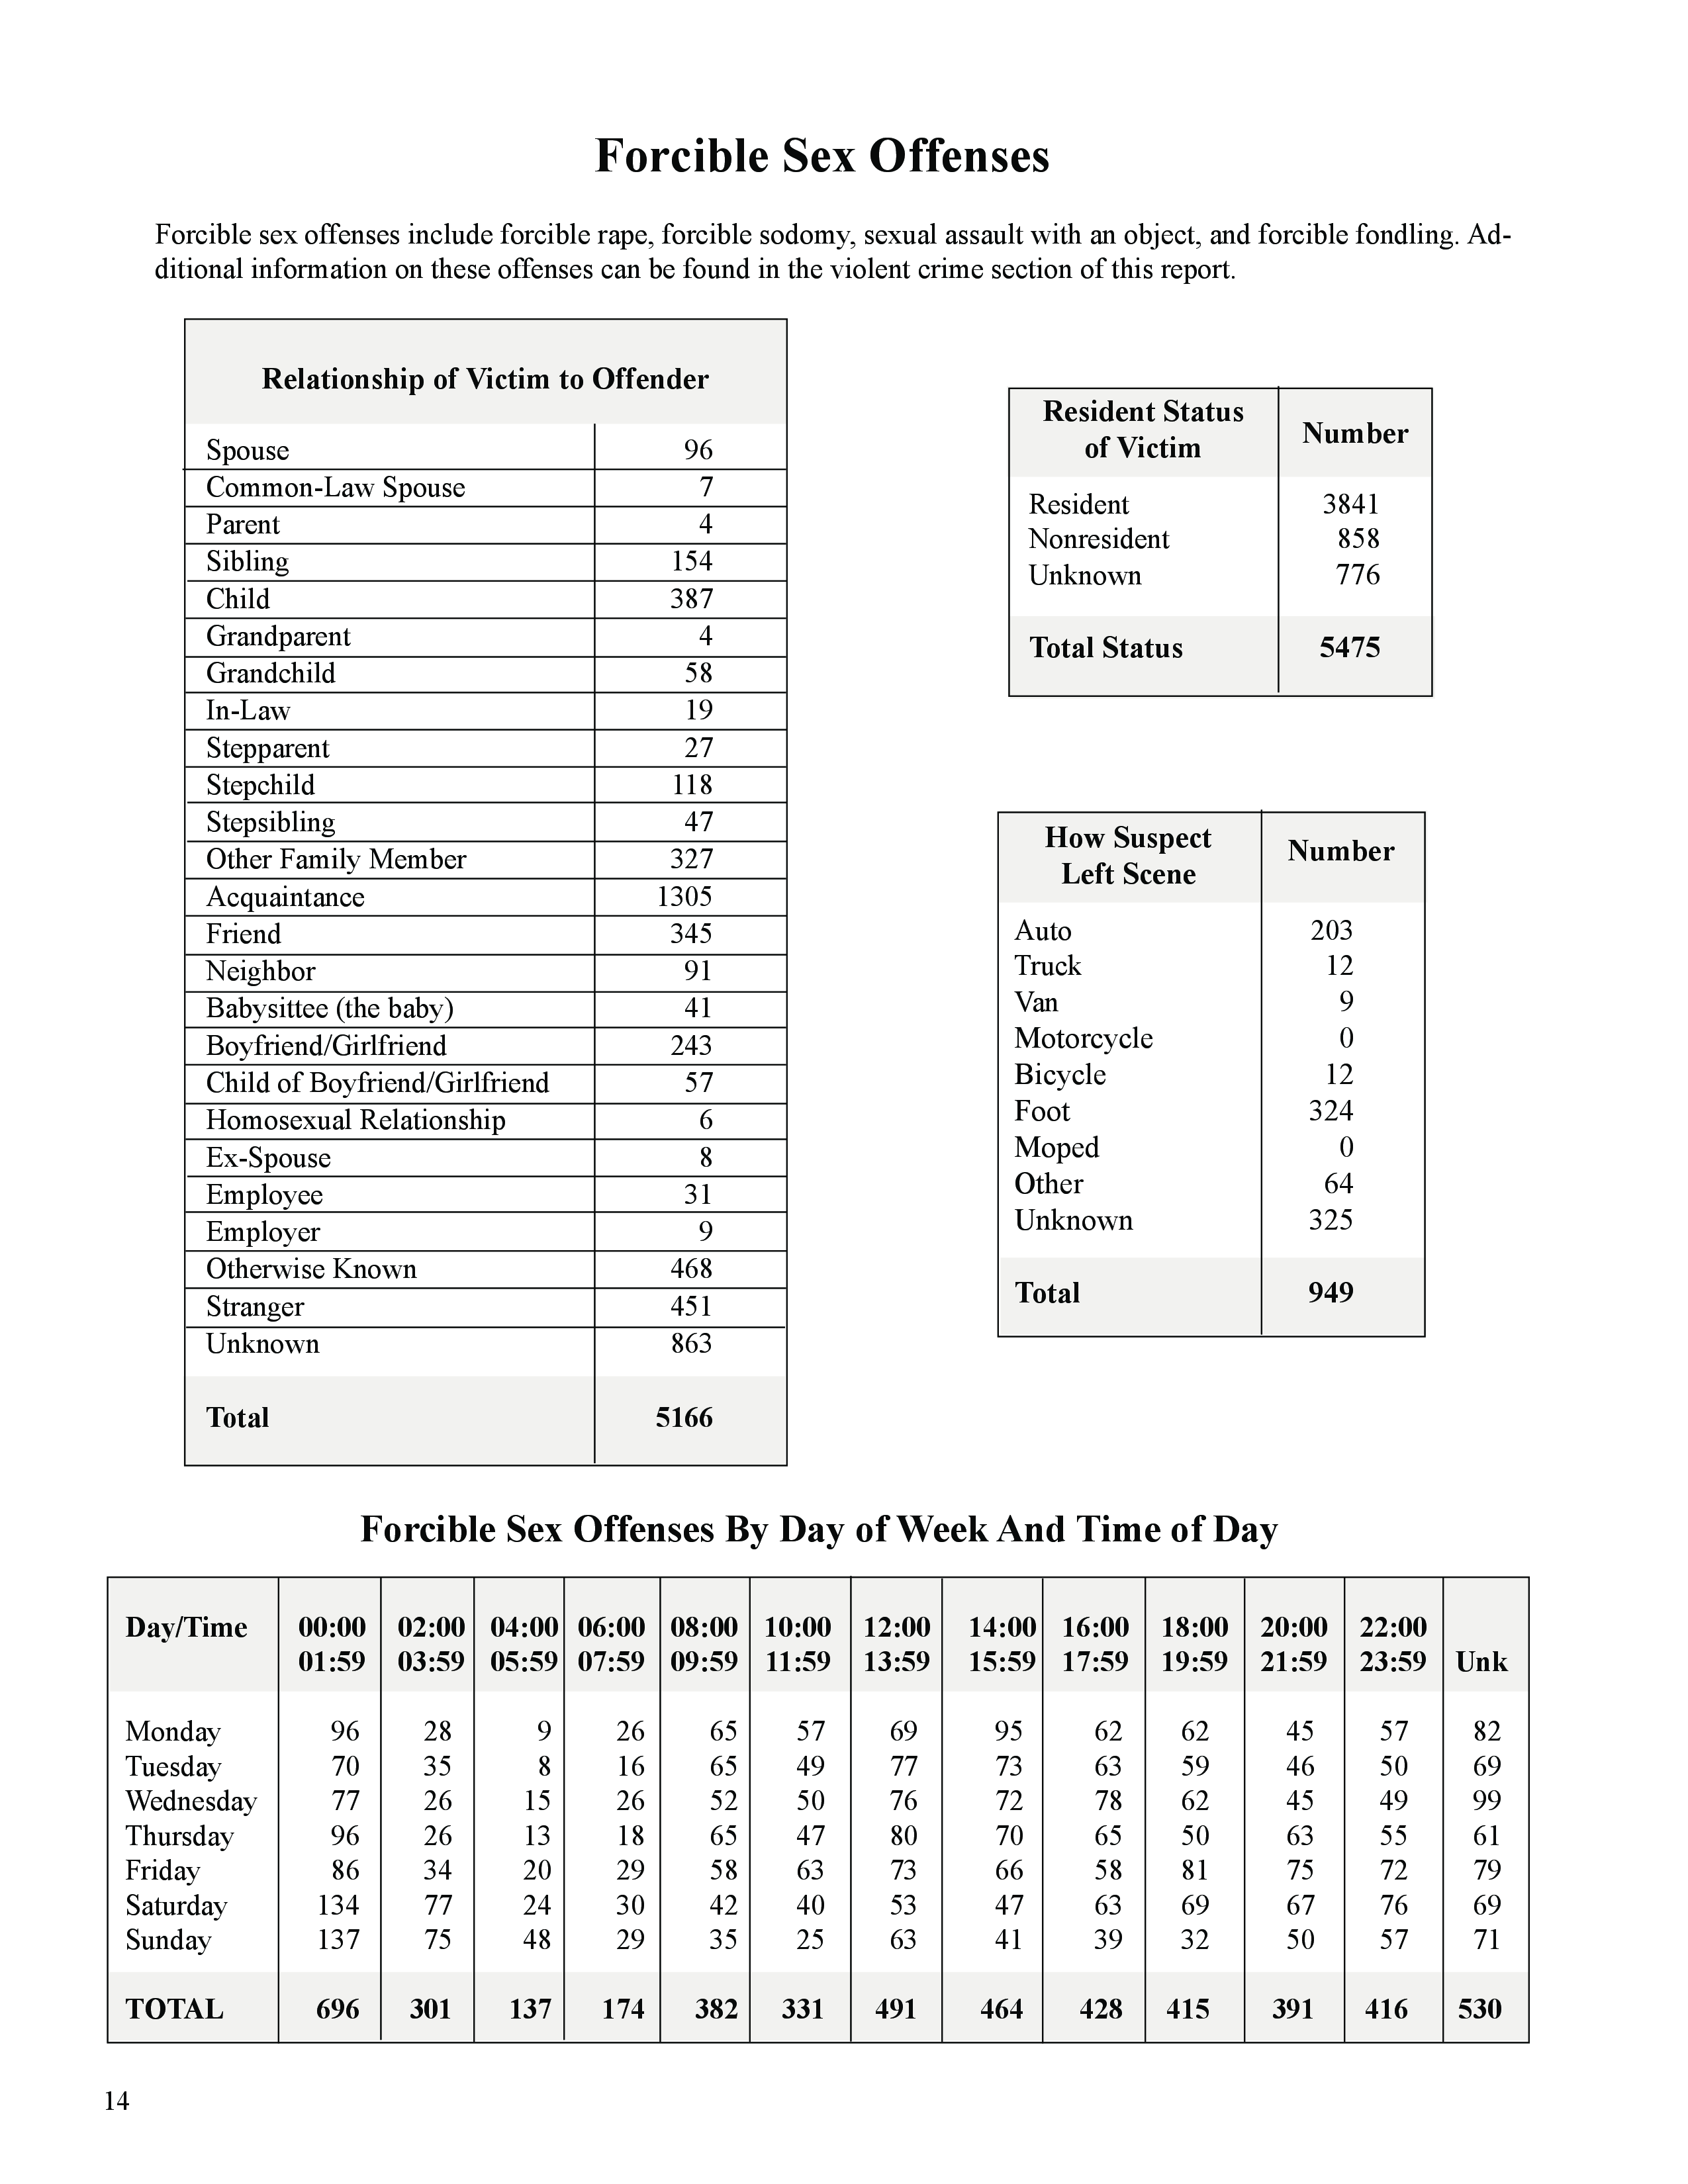 Forcible Sex Offenses
Forcible sex offenses include forcible rape, forcible sodomy, sexual assault with an object, and forcible fondling. Ad-
ditional information on these offenses can be found in the violent crime section of this report.
Relationship of Victim to Offender
Spouse 96
Common-Law Spouse 7
Parent 4
Sibling 154
Child 387
Grandparent 4
Grandchild 58
In-Law 19
Stepparent 27
Stepchild 118
Stepsibling 47
Other Family Member 327
Acquaintance 1305
Friend 345
Neighbor 91
Babysittee (the baby) 41
Boyfriend/Girlfriend 243
Child of Boyfriend/Girlfriend 57
Homosexual Relationship 6
Ex-Spouse 8
Employee 31
Employer 9
Otherwise Known 468
Stranger 451
Unknown 863
Total 5166
Resident Status
of Victim
Number
Resident 3841
Nonresident 858
Unknown 776
Total Status 5475
How Suspect
Left Scene
Number
Auto 203
Truck 12
Van 9
Motorcycle 0
Bicycle 12
Foot 324
Moped 0
Other 64
Unknown 325
Total 949
Forcible Sex Offenses By Day of Week And Time of Day
Day/Time 00:00 02:00 04:00 06:00 08:00 10:00 12:00 14:00 16:00 18:00 20:00 22:00
01:59 03:59 05:59 07:59 09:59 11:59 13:59 15:59 17:59 19:59 21:59 23:59 Unk
Monday 96 28 9 26 65 57 69 95 62 62 45 57 82
Tuesday 70 35 8 16 65 49 77 73 63 59 46 50 69
Wednesday 77 26 15 26 52 50 76 72 78 62 45 49 99
Thursday 96 26 13 18 65 47 80 70 65 50 63 55 61
Friday 86 34 20 29 58 63 73 66 58 81 75 72 79
Saturday 134 77 24 30 42 40 53 47 63 69 67 76 69
Sunday 137 75 48 29 35 25 63 41 39 32 50 57 71
TOTAL 696 301 137 174 382 331 491 464 428 415 391 416 530
14